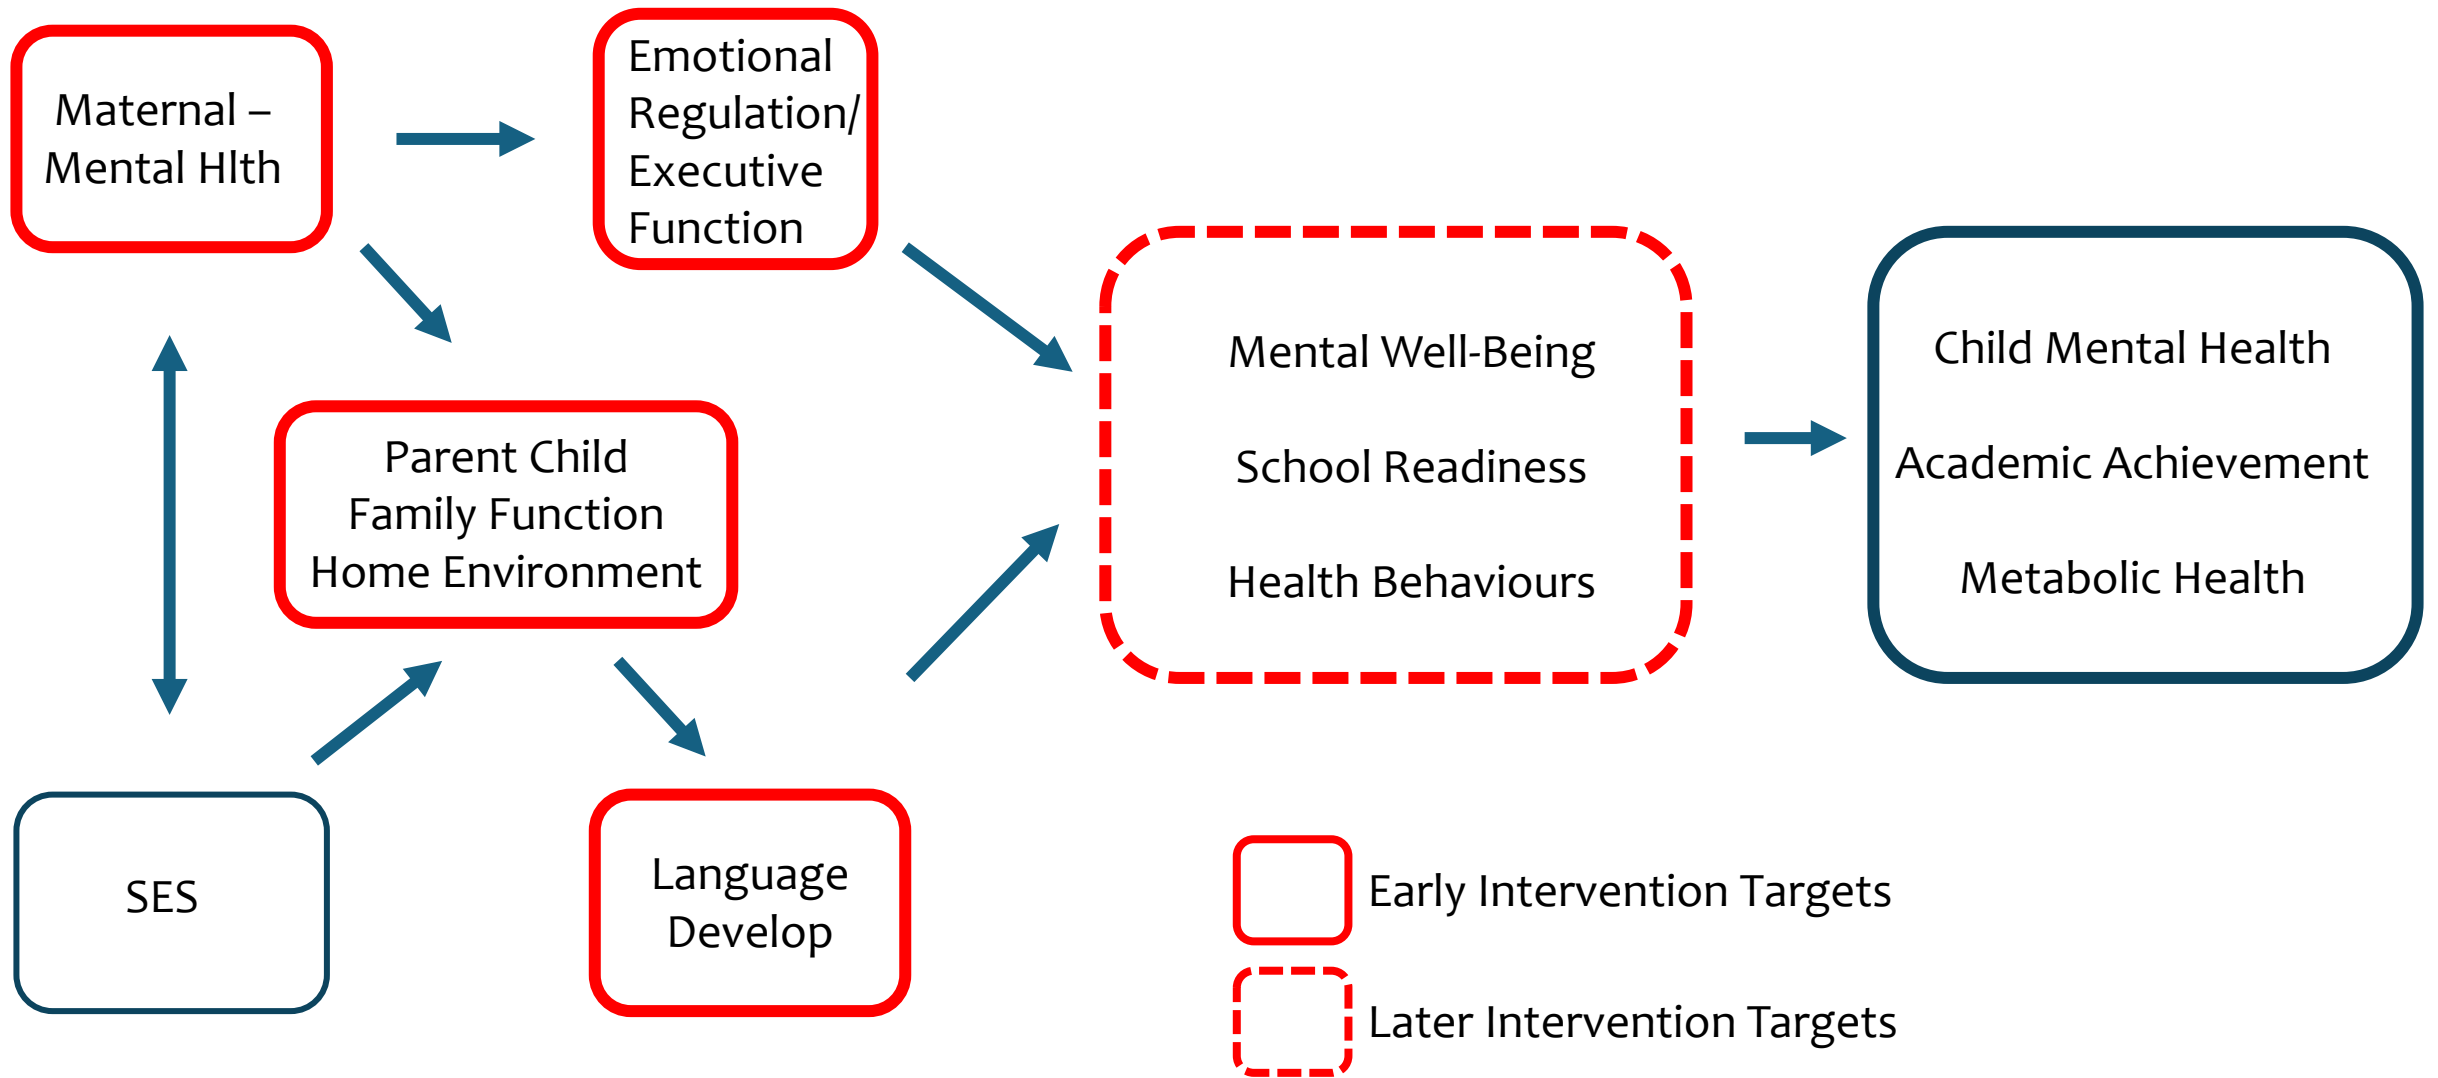 Maternal –
Mental Hlth
Emotional
Regulation/
Executive
Function
Parent Child
Family Function
Home Environment
SES
Language
Develop
Mental Well-Being
School Readiness
Health Behaviours
Child Mental Health
Academic Achievement
Metabolic Health
Early Intervention Targets
Later Intervention Targets